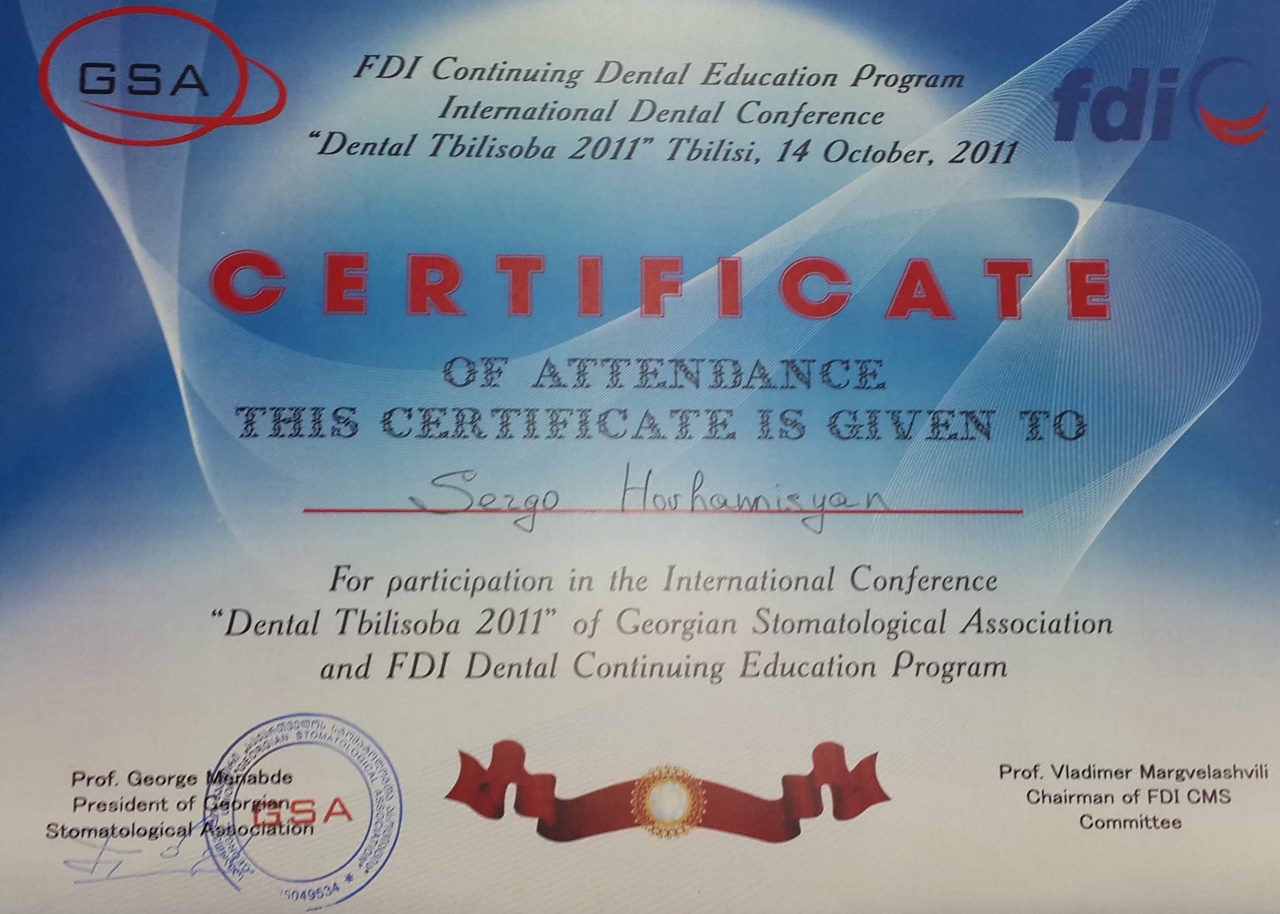 GSA
fdi
FDI Continuing Dental Education Program
International Dental Conference
“Dental Tbilisoba 2011” Tbilisi, 14 October, 2011
CERTIFICATE
OF ATTENDANCE
THIS CERTIFICATE IS GIVEN TO
Sergo Hovhannisyan
For participation in the International Conference
“Dental Tbilisoba 2011” of Georgian Stomatological Association
and FDI Dental Continuing Education Program
Prof. George Menabde
President of Georgian
Stomatological Association
GEORGIAN STOMATOLOGICAL ASSOCIATION
GSA
Prof. Vladimer Margvelashvili
Chairman of FDI CMS
Committee